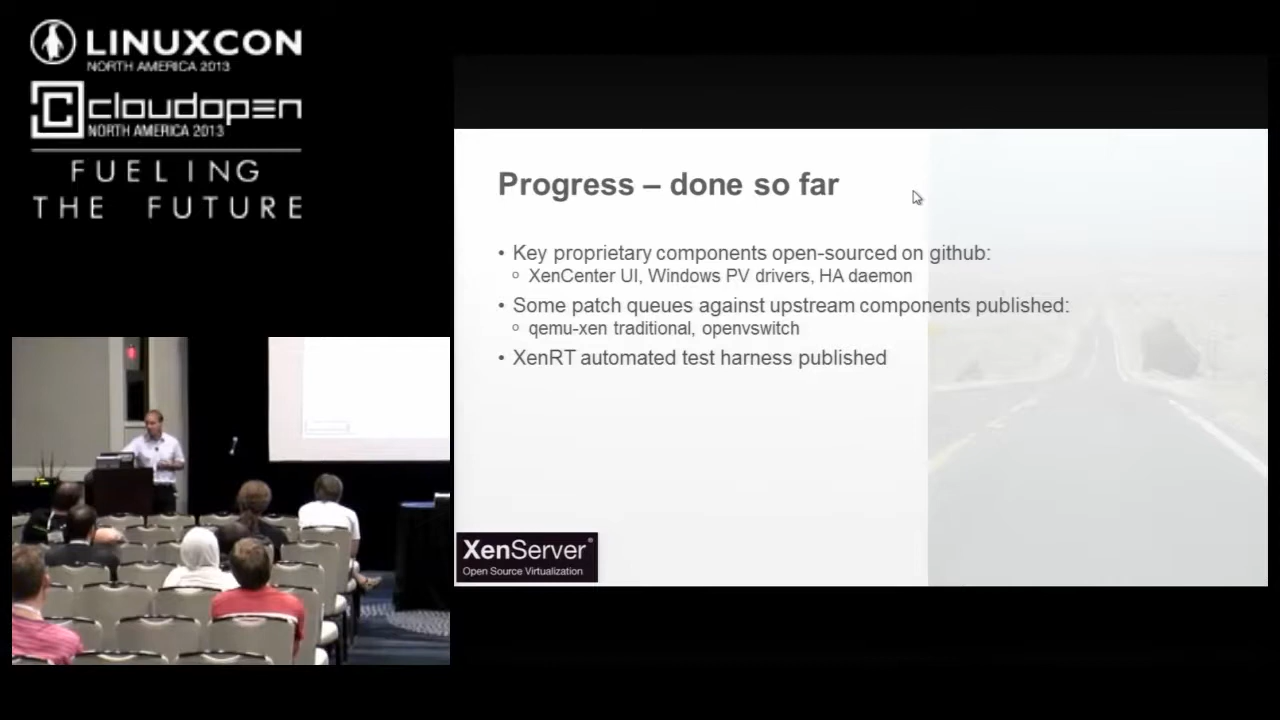 LINUXCON
NORTH AMERICA 2013
cloudopen
NORTH AMERICA 2013
FUELING
THE FUTURE
Progress – done so far
• Key proprietary components open-sourced on github:
○ XenCenter UI, Windows PV drivers, HA daemon
• Some patch queues against upstream components published:
○ qemu-xen traditional, openvswitch
• XenRT automated test harness published
XenServer®
Open Source Virtualization